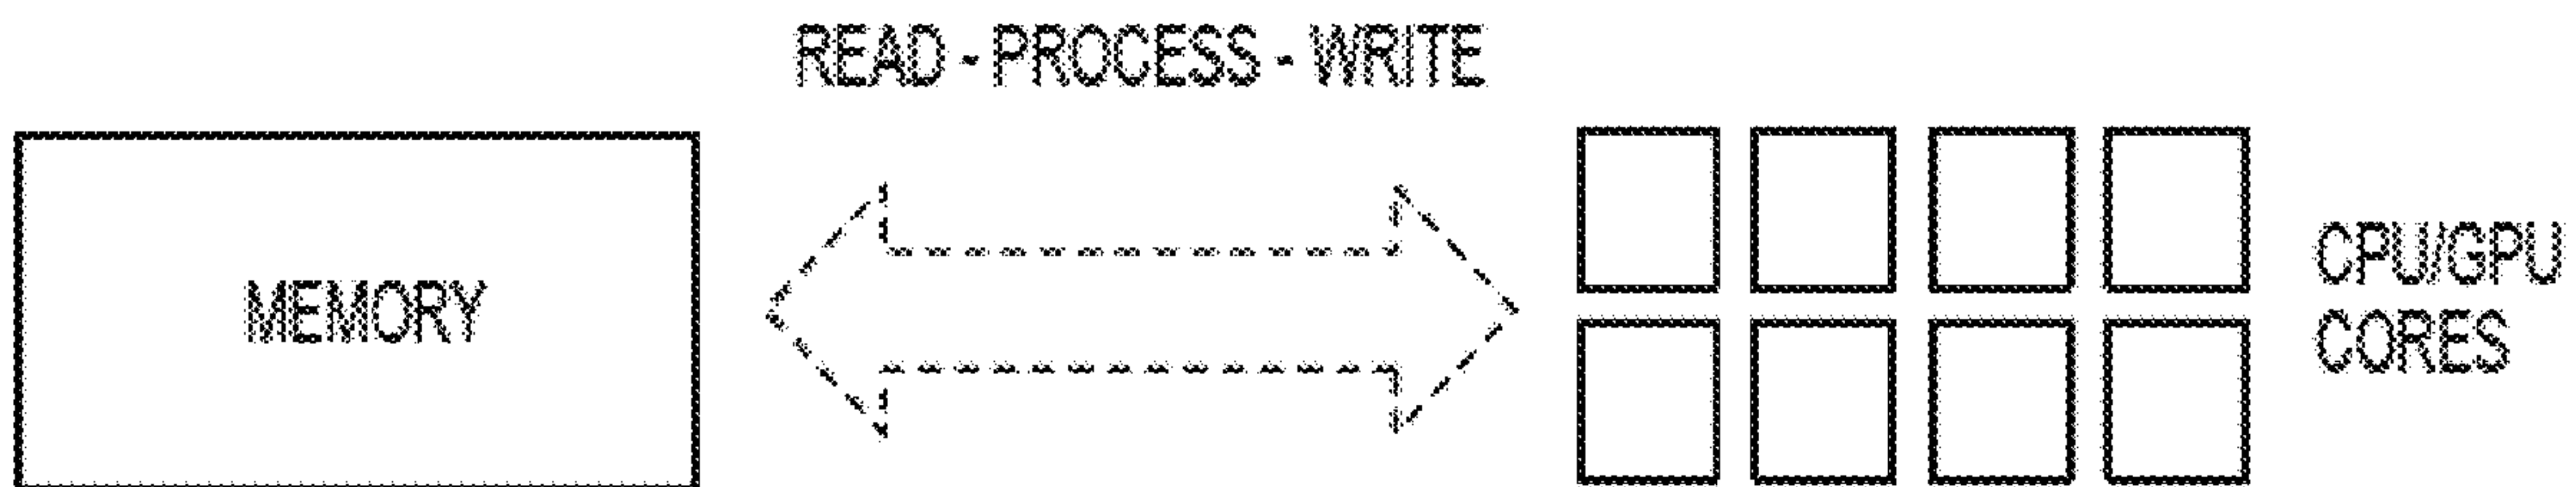 READ - PROCESS - WRITE
MEMORY
CPU/GPU
CORES